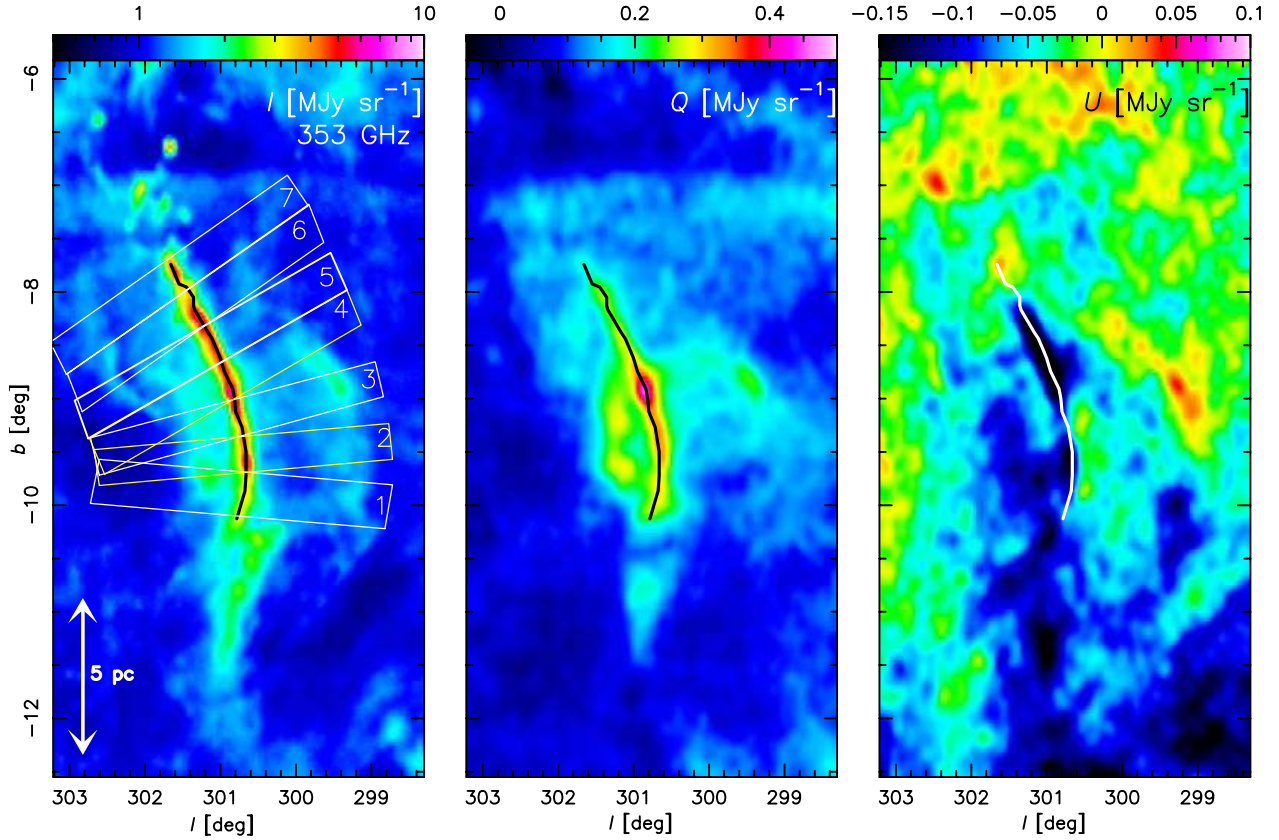 1 10
0 0.2 0.4
−0.15 −0.1 −0.05 0 0.05 0.1
I [MJy sr⁻¹]
353 GHz
Q [MJy sr⁻¹]
U [MJy sr⁻¹]
−6
−8
−10
−12
b [deg]
7
6
5
4
3
2
1
5 pc
303 302 301 300 299
l [deg]
303 302 301 300 299
l [deg]
303 302 301 300 299
l [deg]